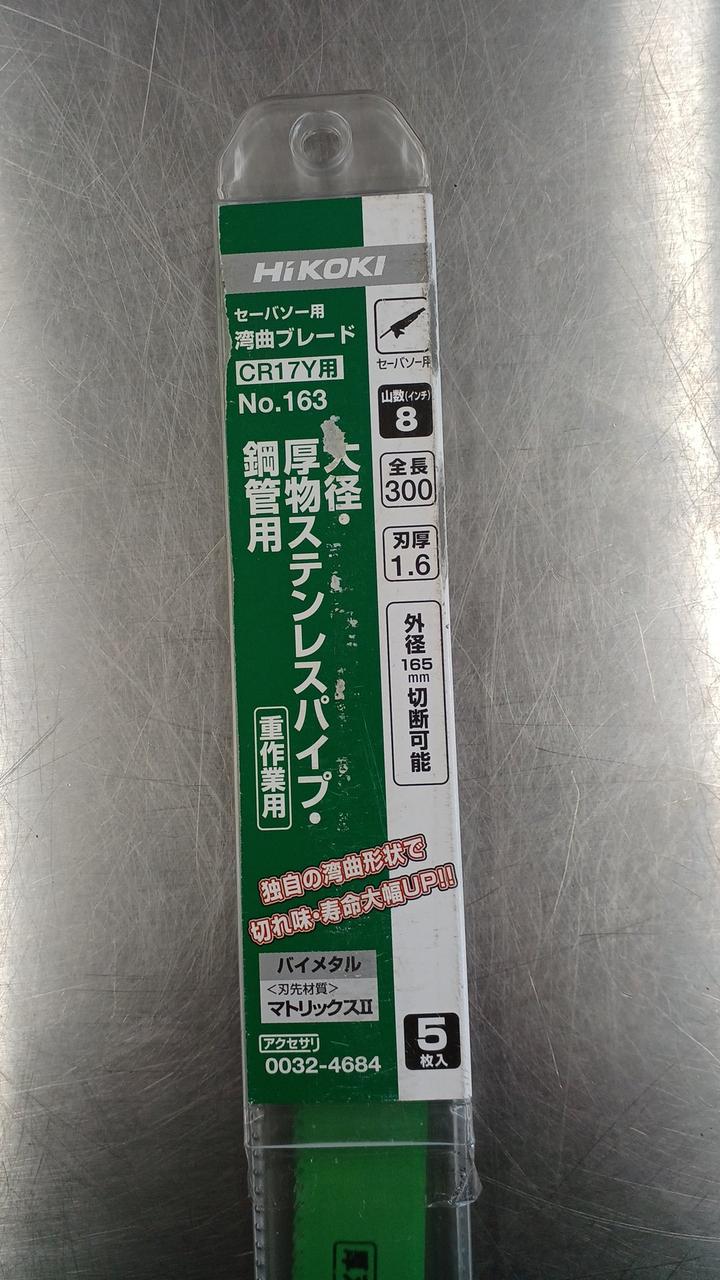 HiKOKI
セーバソー用
湾曲ブレード
CR17Y用
No.163
大径・
厚物ステンレスパイプ・
鋼管用
重作業用
セーバソー用
山数(インチ)
8
全長
300
刃厚
1.6
外径
165
mm
切断可能
独自の湾曲形状で
切れ味・寿命大幅UP!!
バイメタル
<刃先材質>
マトリックスII
アクセサリ
0032-4684
5
枚入